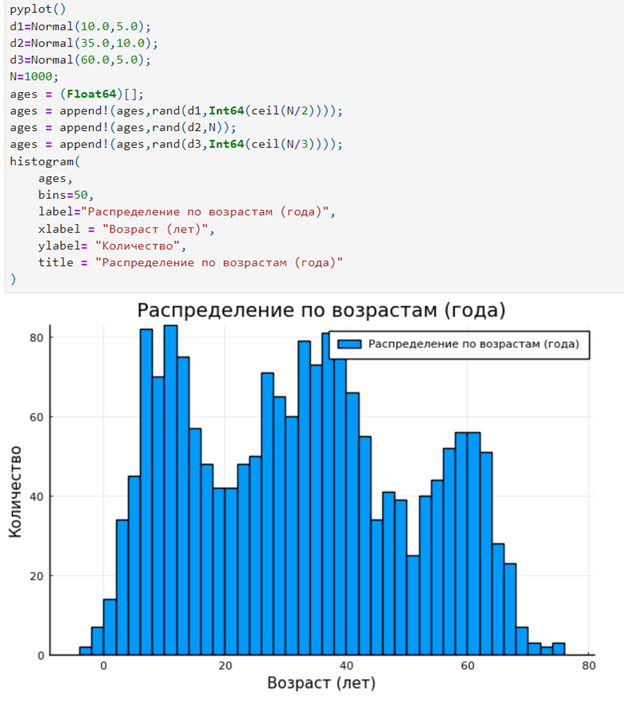 pyplot()
d1=Normal(10.0,5.0);
d2=Normal(35.0,10.0);
d3=Normal(60.0,5.0);
N=1000;
ages = (Float64)[];
ages = append!(ages,rand(d1,Int64(ceil(N/2))));
ages = append!(ages,rand(d2,N));
ages = append!(ages,rand(d3,Int64(ceil(N/3))));
histogram(
    ages,
    bins=50,
    label="Распределение по возрастам (года)",
    xlabel = "Возраст (лет)",
    ylabel= "Количество",
    title = "Распределение по возрастам (года)"
)
Распределение по возрастам (года)
Распределение по возрастам (года)
Количество
80
60
40
20
0
0 20 40 60 80
Возраст (лет)